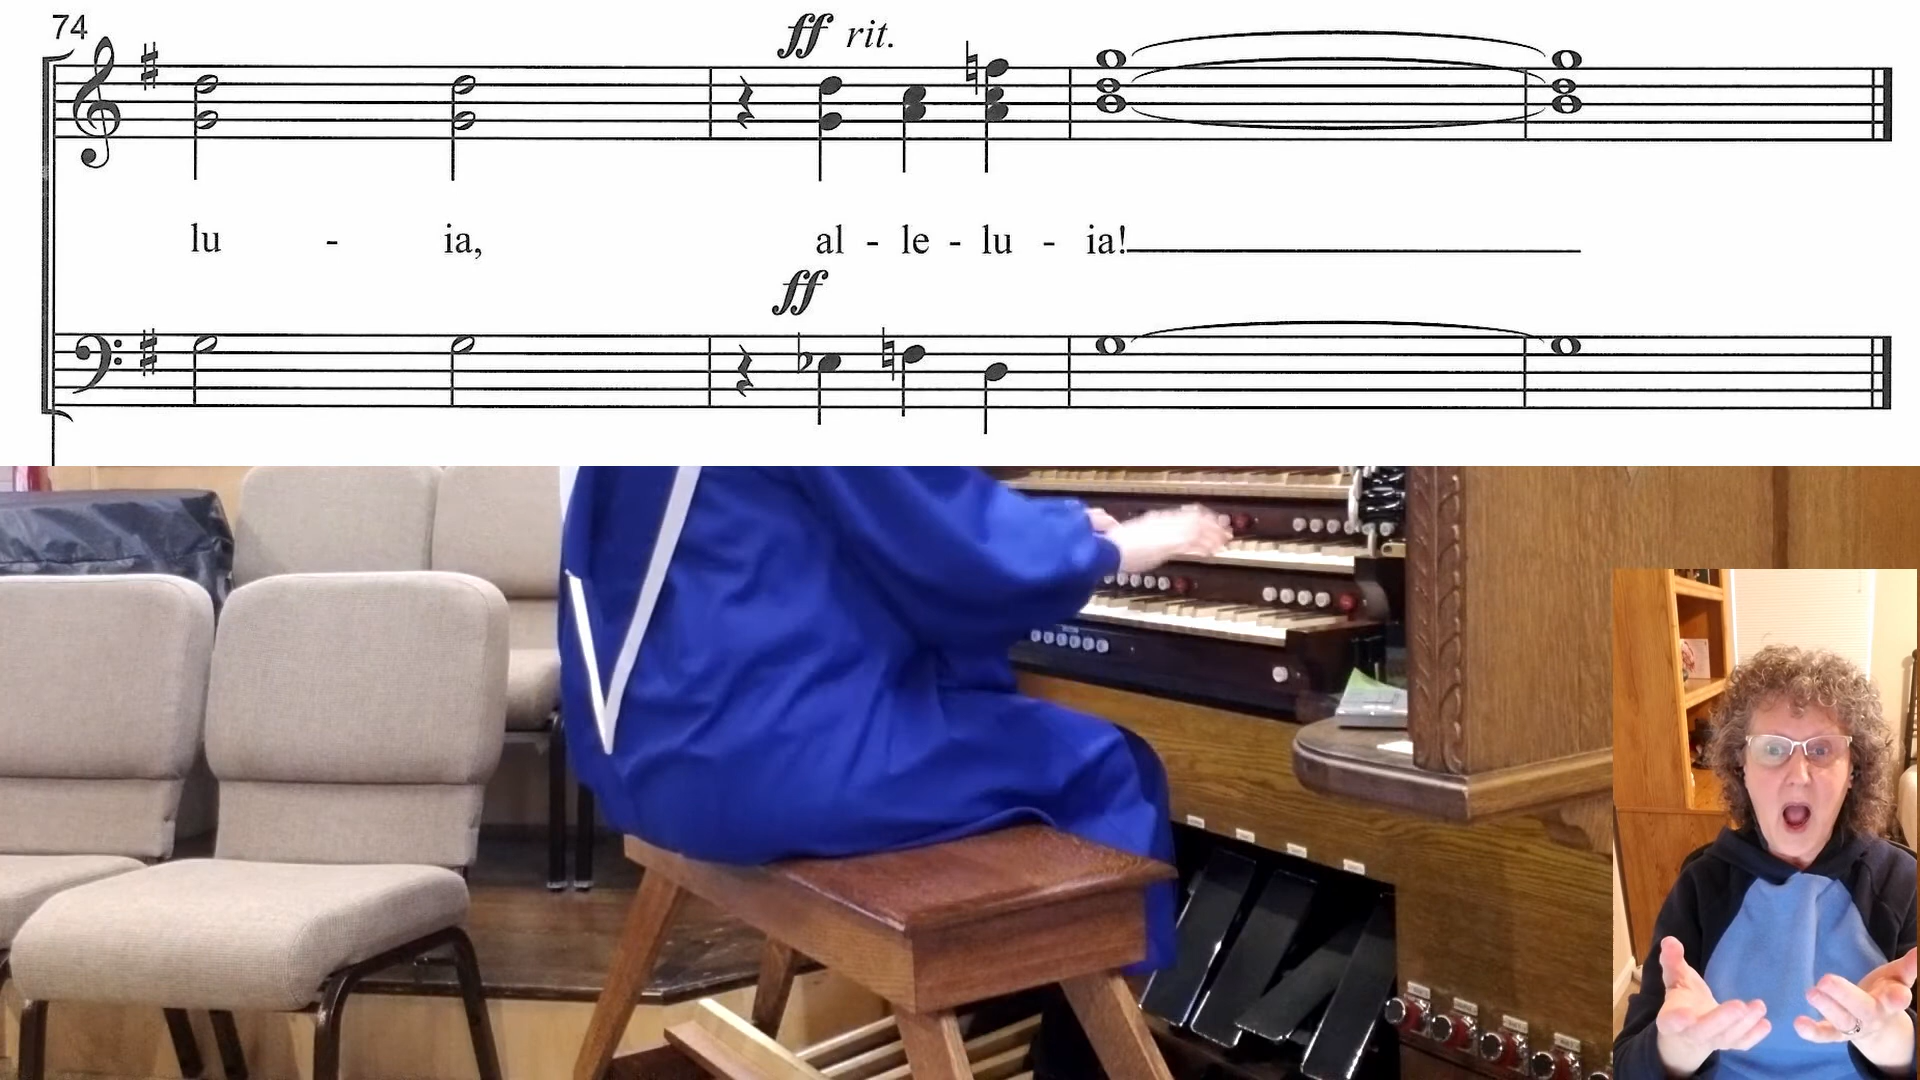 74
ff rit.
lu - ia, al - le - lu - ia!
ff